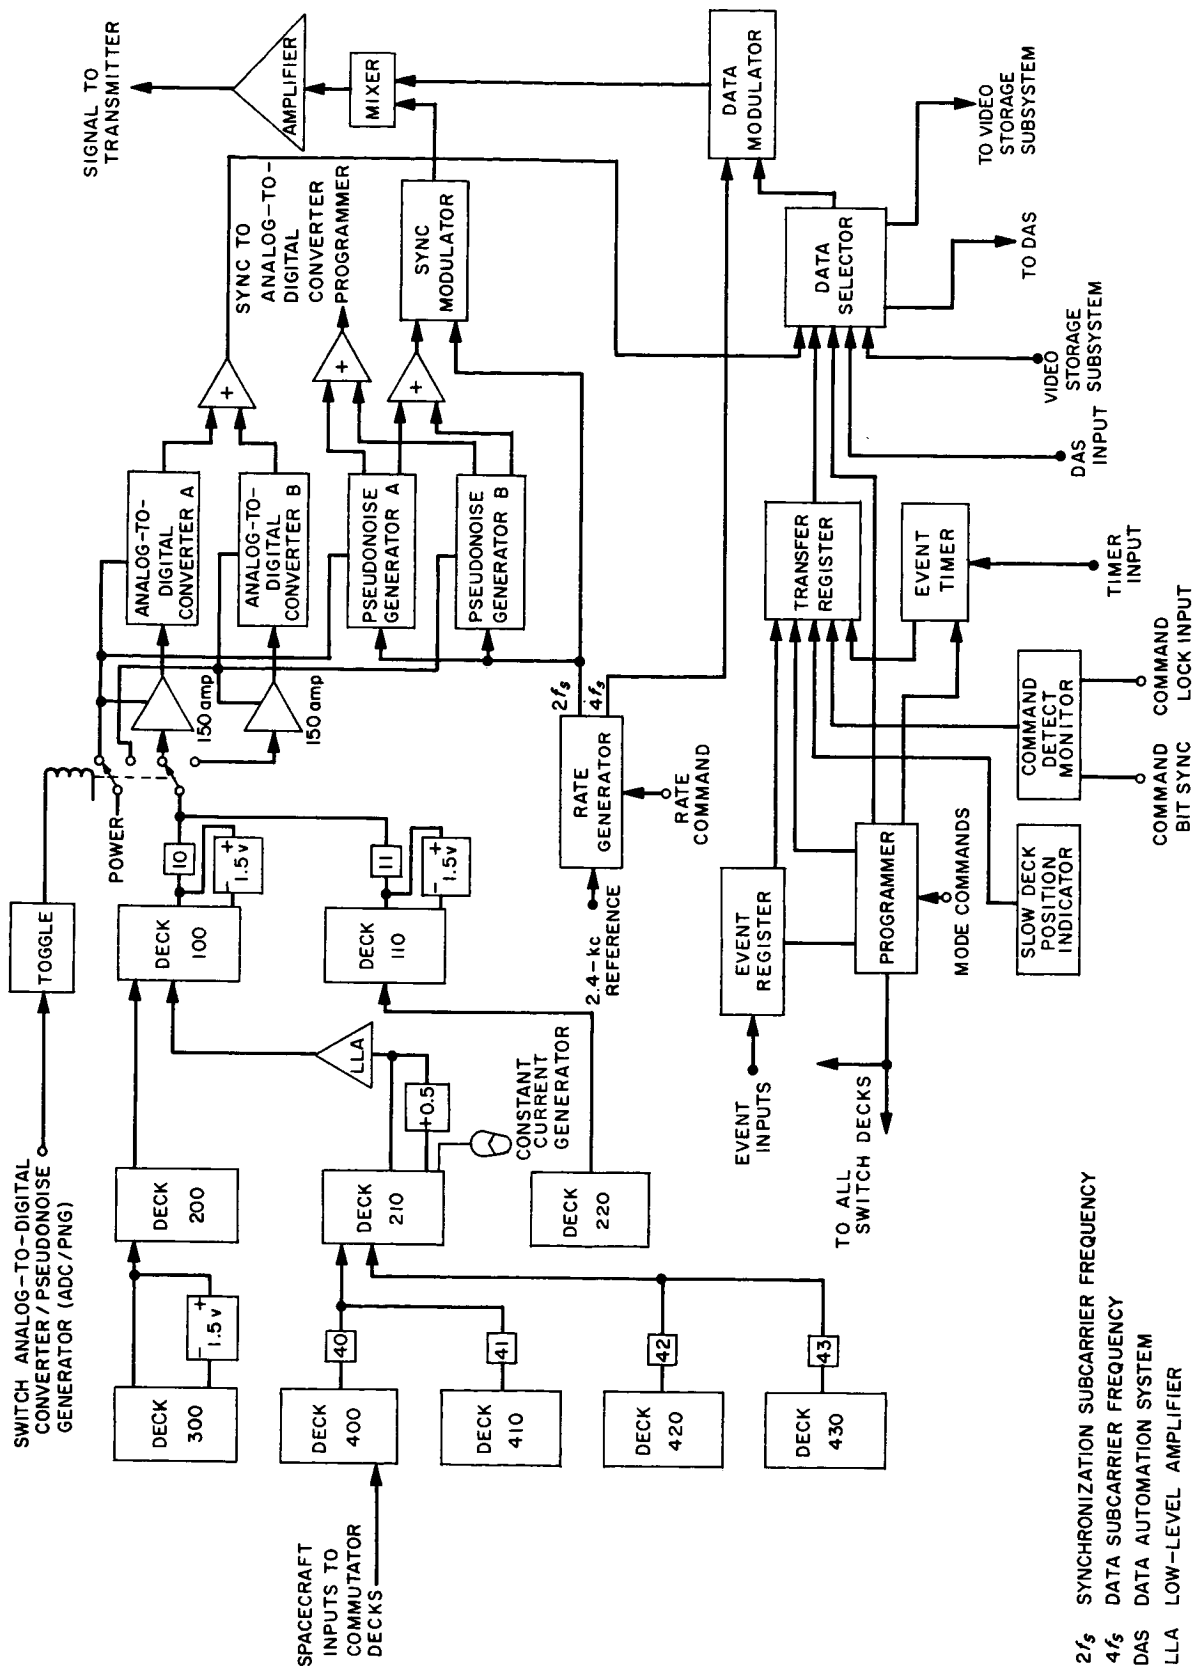 SWITCH ANALOG-TO-DIGITAL
CONVERTER/PSEUDONOISE
GENERATOR (ADC/PNG)
TOGGLE
POWER
DECK
300
1.5v
- +
DECK
200
DECK
100
10
1.5v
- +
150 amp
ANALOG-TO-
DIGITAL
CONVERTER A
+
SIGNAL TO
TRANSMITTER
AMPLIFIER
MIXER
SPACECRAFT
INPUTS TO
COMMUTATOR
DECKS
DECK
400
40
DECK
410
41
DECK
420
42
DECK
430
43
DECK
210
+0.5
LLA
CONSTANT
CURRENT
GENERATOR
DECK
220
DECK
110
11
1.5v
- +
150 amp
ANALOG-TO-
DIGITAL
CONVERTER B
SYNC TO
ANALOG-TO-
DIGITAL
CONVERTER
PROGRAMMER
+
+
PSEUDONOISE
GENERATOR A
PSEUDONOISE
GENERATOR B
SYNC
MODULATOR
2.4-kc
REFERENCE
RATE
GENERATOR
RATE
COMMAND
2fs
4fs
DATA
MODULATOR
EVENT
INPUTS
EVENT
REGISTER
TO ALL
SWITCH DECKS
PROGRAMMER
MODE COMMANDS
TRANSFER
REGISTER
EVENT
TIMER
TIMER
INPUT
DATA
SELECTOR
DAS
INPUT
VIDEO
STORAGE
SUBSYSTEM
TO DAS
TO VIDEO
STORAGE
SUBSYSTEM
SLOW DECK
POSITION
INDICATOR
COMMAND
DETECT
MONITOR
COMMAND
BIT SYNC
COMMAND
LOCK INPUT
2fs SYNCHRONIZATION SUBCARRIER FREQUENCY
4fs DATA SUBCARRIER FREQUENCY
DAS DATA AUTOMATION SYSTEM
LLA LOW-LEVEL AMPLIFIER